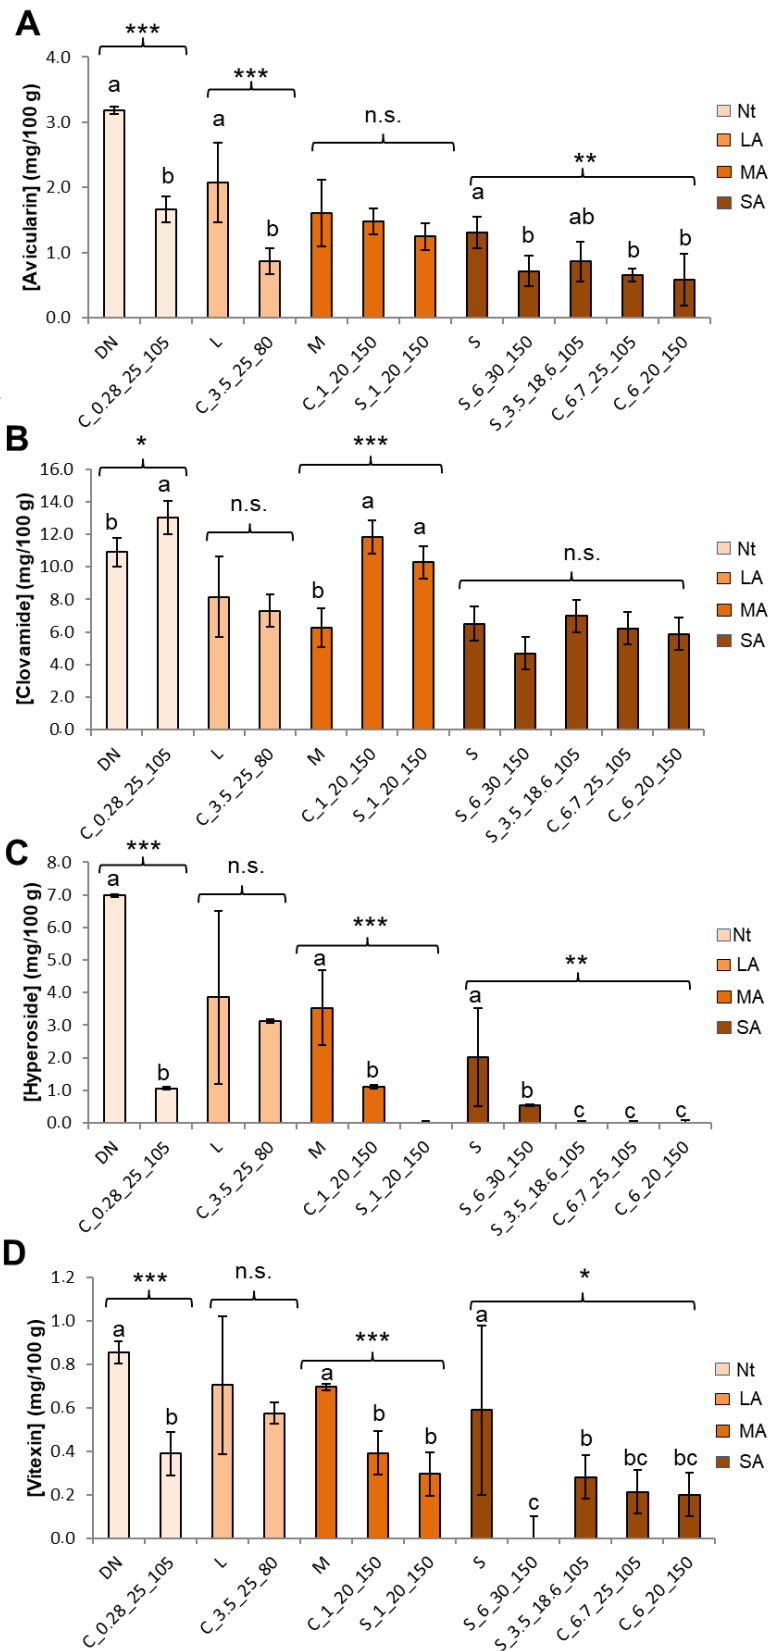 A
[Avicularin] (mg/100 g)
4.0
3.0
2.0
1.0
0.0
***
***
n.s.
**
a
b
a
b
a
b
ab
b
b
DN
C_0.28_25_105
L
C_3.5_25_80
M
C_1_20_150
S_1_20_150
S
S_6_30_150
S_3.5_18.6_105
C_6.7_25_105
C_6_20_150
Nt
LA
MA
SA
B
[Clovamide] (mg/100 g)
16.0
14.0
12.0
10.0
8.0
6.0
4.0
2.0
0.0
*
n.s.
***
n.s.
b
a
b
a
a
DN
C_0.28_25_105
L
C_3.5_25_80
M
C_1_20_150
S_1_20_150
S
S_6_30_150
S_3.5_18.6_105
C_6.7_25_105
C_6_20_150
Nt
LA
MA
SA
C
[Hyperoside] (mg/100 g)
8.0
7.0
6.0
5.0
4.0
3.0
2.0
1.0
0.0
***
n.s.
***
**
a
b
a
b
a
b
c
c
c
DN
C_0.28_25_105
L
C_3.5_25_80
M
C_1_20_150
S_1_20_150
S
S_6_30_150
S_3.5_18.6_105
C_6.7_25_105
C_6_20_150
Nt
LA
MA
SA
D
[Vitexin] (mg/100 g)
1.2
1.0
0.8
0.6
0.4
0.2
0.0
***
n.s.
***
*
a
b
a
b
b
a
c
b
bc
bc
DN
C_0.28_25_105
L
C_3.5_25_80
M
C_1_20_150
S_1_20_150
S
S_6_30_150
S_3.5_18.6_105
C_6.7_25_105
C_6_20_150
Nt
LA
MA
SA